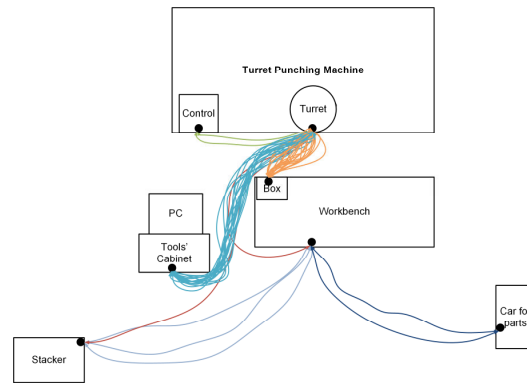 Turret Punching Machine
Control
Turret
Box
PC
Workbench
Tools'
Cabinet
Car fo
parts
Stacker